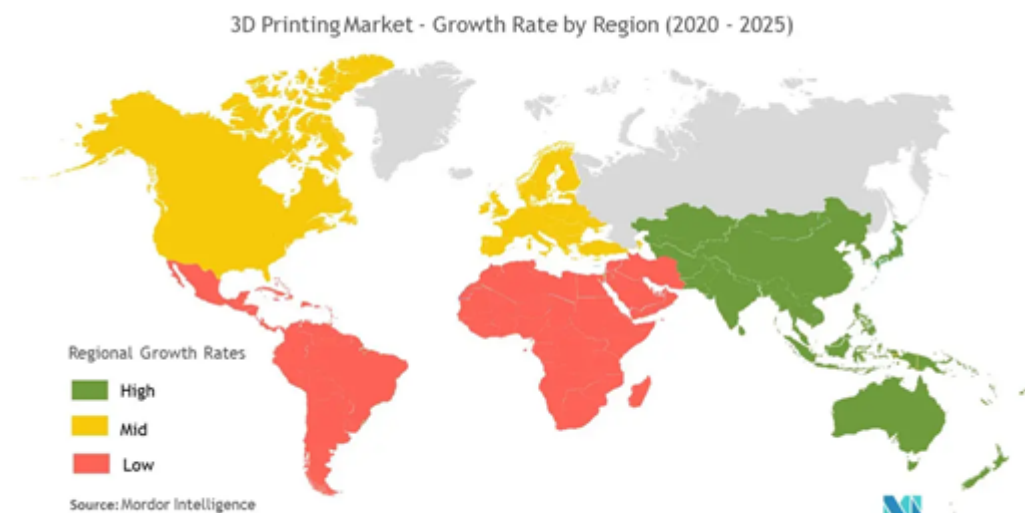 3D Printing Market - Growth Rate by Region (2020 - 2025)
Regional Growth Rates
High
Mid
Low
Source: Mordor Intelligence